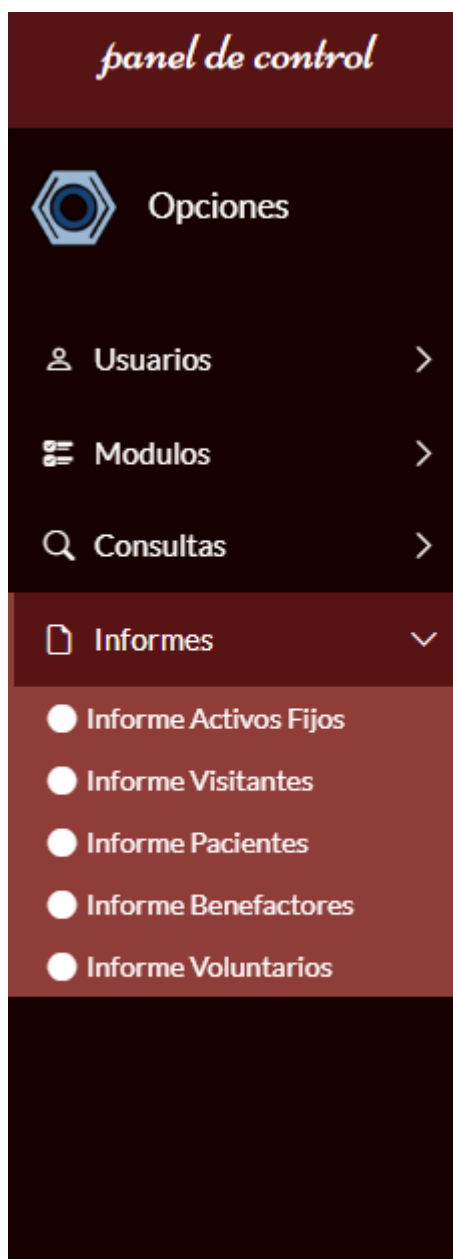 panel de control
Opciones
Usuarios
Modulos
Consultas
Informes
Informe Activos Fijos
Informe Visitantes
Informe Pacientes
Informe Benefactores
Informe Voluntarios